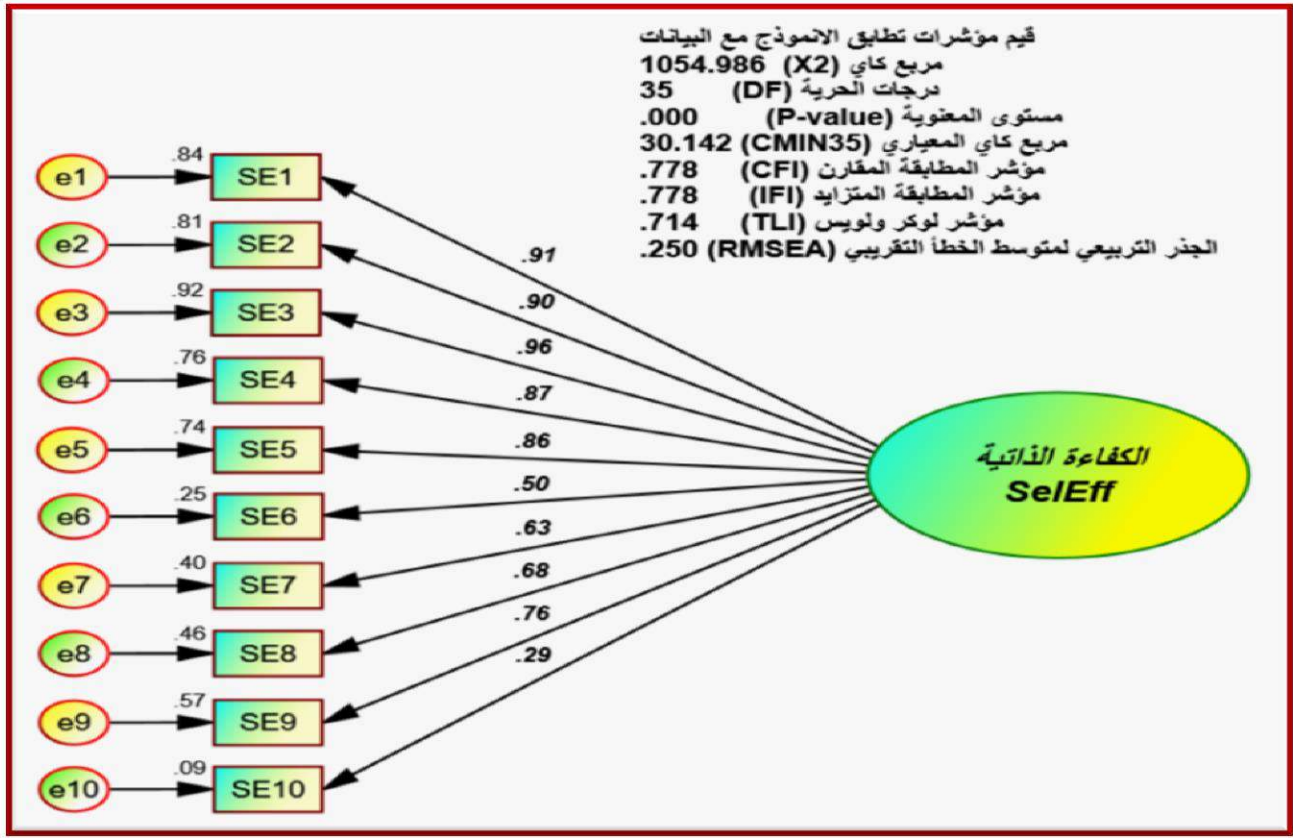 قيم مؤشرات تطابق الانموذج مع البيانات
مربع كاي (X2) 1054.986
درجات الحرية (DF) 35
مستوى المعنوية (P-value) .000
مربع كاي المعياري (CMIN35) 30.142
مؤشر المطابقة المقارن (CFI) .778
مؤشر المطابقة المتزايد (IFI) .778
مؤشر لوكر ولويس (TLI) .714
الجذر التربيعي لمتوسط الخطأ التقريبي (RMSEA) .250
e1 .84 SE1 .91
e2 .81 SE2 .90
e3 .92 SE3 .96
e4 .76 SE4 .87
e5 .74 SE5 .86
e6 .25 SE6 .50
e7 .40 SE7 .63
e8 .46 SE8 .68
e9 .57 SE9 .76
e10 .09 SE10 .29
الكفاءة الذاتية
SelEff